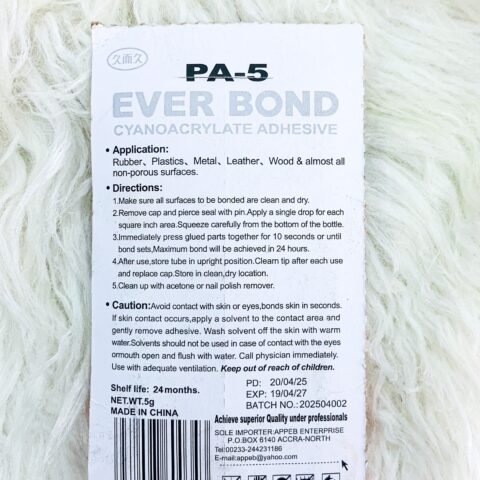 久而久
PA-5
EVER BOND
CYANOACRYLATE ADHESIVE
• Application:
Rubber、Plastics、Metal、Leather、Wood & almost all
non-porous surfaces.
• Directions:
1.Make sure all surfaces to be bonded are clean and dry.
2.Remove cap and pierce seal with pin.Apply a single drop for each
square inch area.Squeeze carefully from the bottom of the bottle.
3.Immediately press glued parts together for 10 seconds or until
bond sets,Maximum bond will be achieved in 24 hours.
4.After use,store tube in upright position.Clearn tip after each use
and replace cap.Store in clean,dry location.
5.Clean up with acetone or nail polish remover.
• Caution:Avoid contact with skin or eyes,bonds skin in seconds.
If skin contact occurs,apply a solvent to the contact area and
gently remove adhesive. Wash solvent off the skin with warm
water.Solvents should not be used in case of contact with the eyes
ormouth open and flush with water. Call physician immediately.
Use with adequate ventilation. Keep out of reach of children.
Shelf life: 24months.
NET.WT.5g
MADE IN CHINA
PD: 20/04/25
EXP: 19/04/27
BATCH NO.:202504002
Achieve superior Quality under professionals
SOLE IMPORTER:APPEB ENTERPRISE
P.O.BOX 6140 ACCRA-NORTH
Tel:00233-244231186
E-mail:appeb@yahoo.com